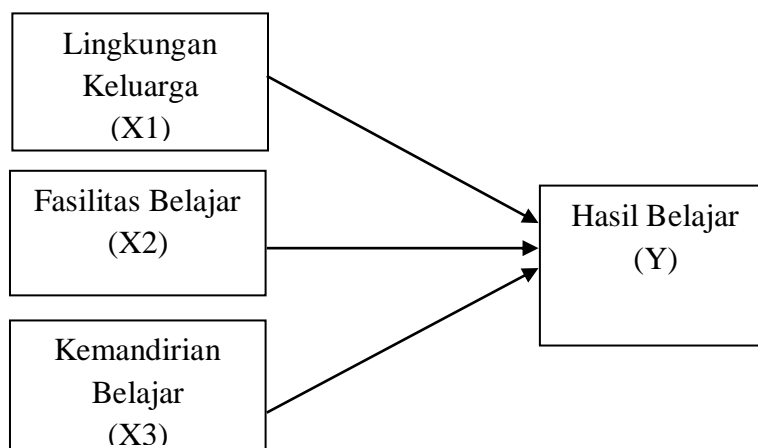 Lingkungan
Keluarga
(X1)
Fasilitas Belajar
(X2)
Kemandirian
Belajar
(X3)
Hasil Belajar
(Y)